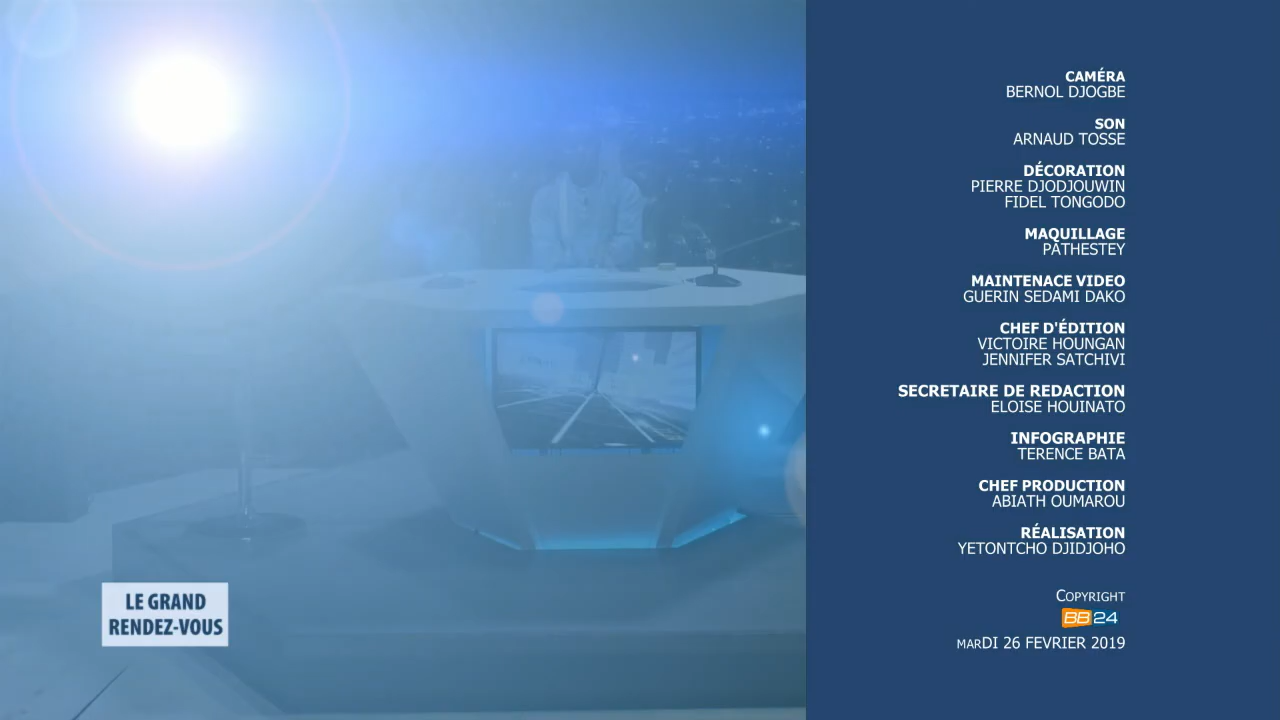 CAMÉRA
BERNOL DJOGBE
SON
ARNAUD TOSSE
DÉCORATION
PIERRE DJODJOUWIN
FIDEL TONGODO
MAQUILLAGE
PATHESTEY
MAINTENACE VIDEO
GUERIN SEDAMI DAKO
CHEF D'ÉDITION
VICTOIRE HOUNGAN
JENNIFER SATCHIVI
SECRETAIRE DE REDACTION
ELOISE HOUINATO
INFOGRAPHIE
TERENCE BATA
CHEF PRODUCTION
ABIATH OUMAROU
RÉALISATION
YETONTCHO DJIDJOHO
COPYRIGHT
BB24
MARDI 26 FEVRIER 2019
LE GRAND
RENDEZ-VOUS